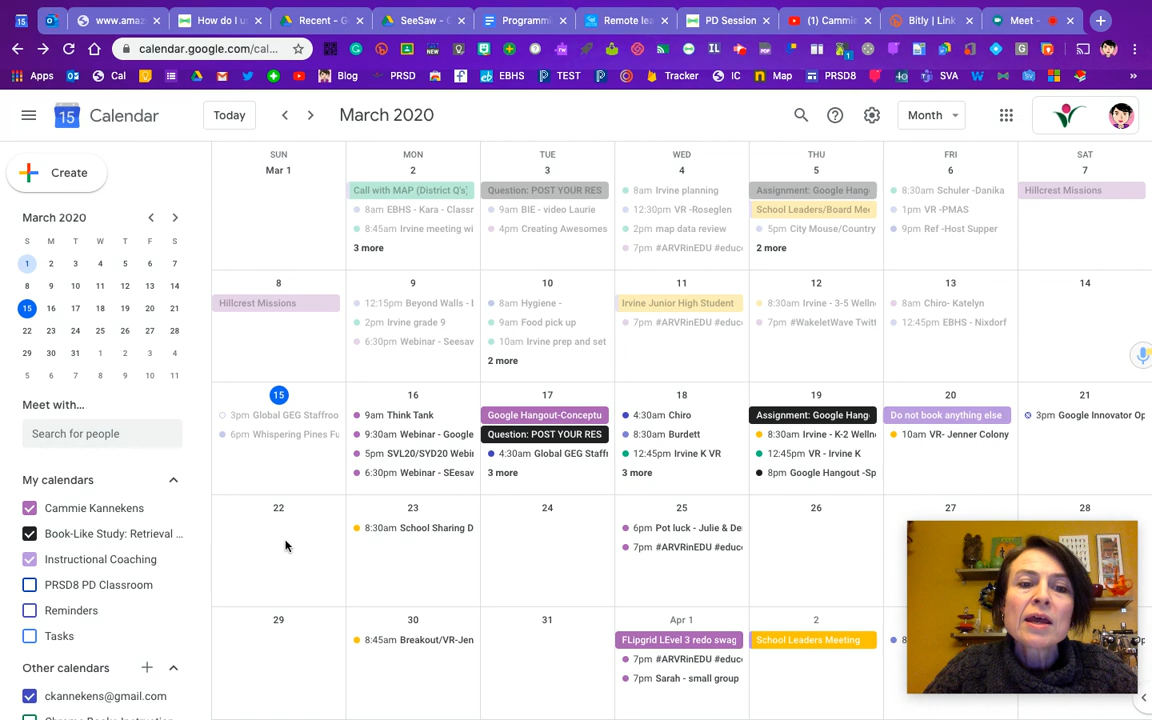 www.amaz
How do I u
Recent - G
SeeSaw - G
Programmi
Remote lea
PD Session
(1) Cammie
Bitly | Link
Meet -
calendar.google.com/cal...
Apps
Cal
Blog
PRSD
EBHS
TEST
Tracker
IC
Map
PRSD8
SVA
»
15
Calendar
Today
March 2020
Month
Create
March 2020
S M T W T F S
1 2 3 4 5 6 7
8 9 10 11 12 13 14
15 16 17 18 19 20 21
22 23 24 25 26 27 28
29 30 31 1 2 3 4
5 6 7 8 9 10 11
Meet with...
Search for people
My calendars
Cammie Kannekens
Book-Like Study: Retrieval ...
Instructional Coaching
PRSD8 PD Classroom
Reminders
Tasks
Other calendars
ckannekens@gmail.com
SUN MON TUE WED THU FRI SAT
Mar 1 2 3 4 5 6 7
Call with MAP (District Q's)
Question: POST YOUR RES
8am Irvine planning
Assignment: Google Hang
8:30am Schuler -Danika
Hillcrest Missions
8am EBHS - Kara - Classr
9am BIE - video Laurie
12:30pm VR -Roseglen
School Leaders/Board Mee
1pm VR -PMAS
8:45am Irvine meeting wi
4pm Creating Awesomes
2pm map data review
5pm City Mouse/Country
9pm Ref -Host Supper
3 more
7pm #ARVRinEDU #educ
2 more
8 9 10 11 12 13 14
Hillcrest Missions
12:15pm Beyond Walls - b
8am Hygiene -
Irvine Junior High Student
8:30am Irvine - 3-5 Wellne
8am Chiro- Katelyn
2pm Irvine grade 9
9am Food pick up
7pm #ARVRinEDU #educ
7pm #WakeletWave Twitt
12:45pm EBHS - Nixdorf
6:30pm Webinar - Seesaw
10am Irvine prep and set
2 more
15 16 17 18 19 20 21
3pm Global GEG Staffroo
9am Think Tank
Google Hangout-Conceptu
4:30am Chiro
Assignment: Google Hang
Do not book anything else
3pm Google Innovator Op
6pm Whispering Pines Fu
9:30am Webinar - Google
Question: POST YOUR RES
8:30am Burdett
8:30am Irvine - K-2 Wellne
10am VR- Jenner Colony
5pm SVL20/SYD20 Webin
4:30am Global GEG Staffr
12:45pm Irvine K VR
12:45pm VR - Irvine K
6:30pm Webinar - SEesaw
3 more
3 more
8pm Google Hangout -Sp
22 23 24 25 26 27 28
8:30am School Sharing D
6pm Pot luck - Julie & De
7pm #ARVRinEDU #educ
29 30 31 Apr 1 2
8:45am Breakout/VR-Jen
FLipgrid LEvel 3 redo swag
School Leaders Meeting
7pm #ARVRinEDU #educ
7pm Sarah - small group